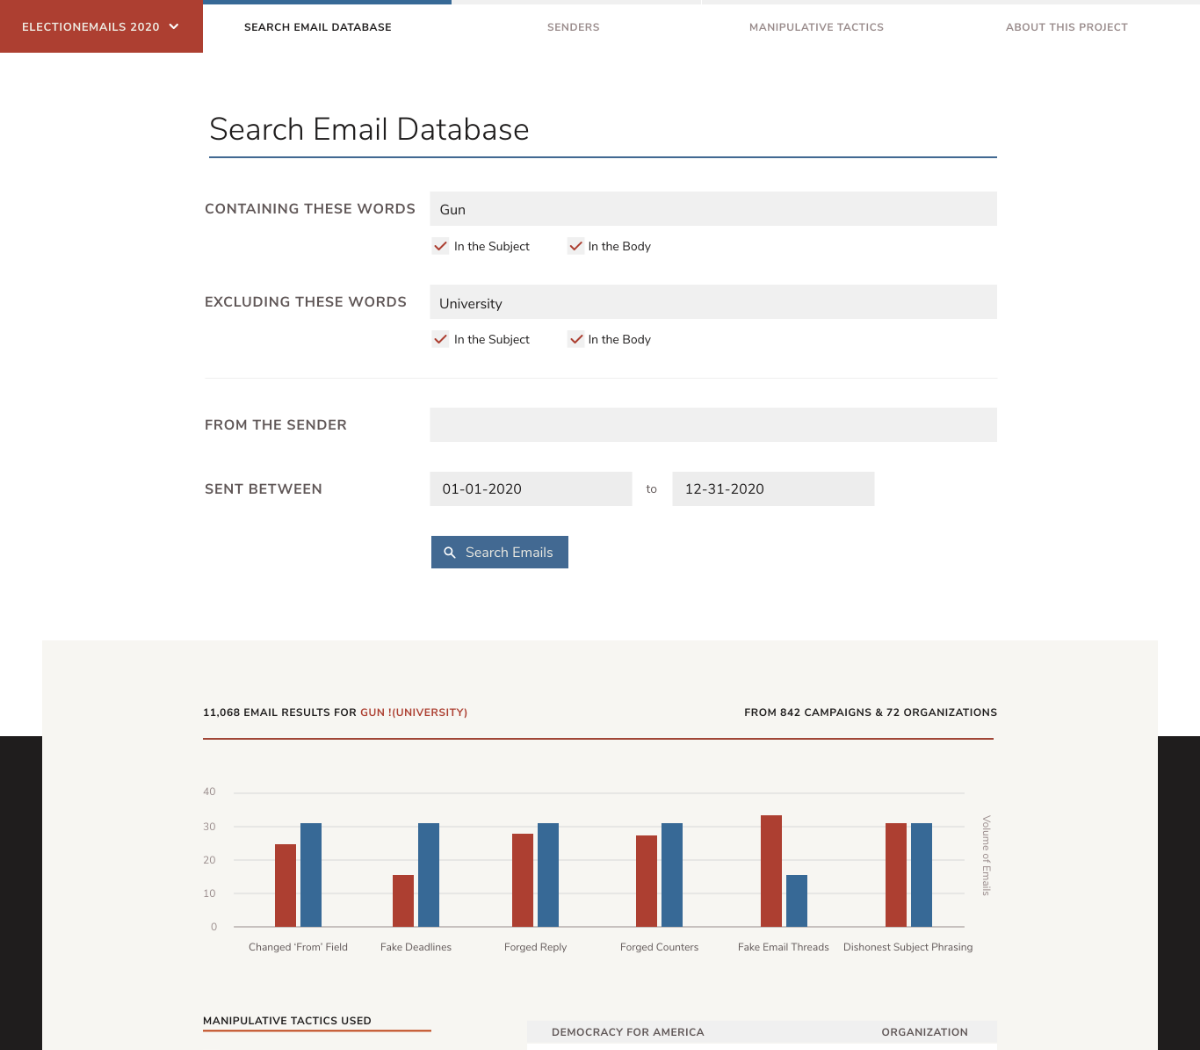 ELECTIONEMAILS 2020
SEARCH EMAIL DATABASE
SENDERS
MANIPULATIVE TACTICS
ABOUT THIS PROJECT
Search Email Database
CONTAINING THESE WORDS
Gun
In the Subject
In the Body
EXCLUDING THESE WORDS
University
In the Subject
In the Body
FROM THE SENDER
SENT BETWEEN
01-01-2020
to
12-31-2020
Search Emails
11,068 EMAIL RESULTS FOR GUN !(UNIVERSITY)
FROM 842 CAMPAIGNS & 72 ORGANIZATIONS
40
30
20
10
0
Volume of Emails
Changed ‘From’ Field
Fake Deadlines
Forged Reply
Forged Counters
Fake Email Threads
Dishonest Subject Phrasing
MANIPULATIVE TACTICS USED
DEMOCRACY FOR AMERICA
ORGANIZATION